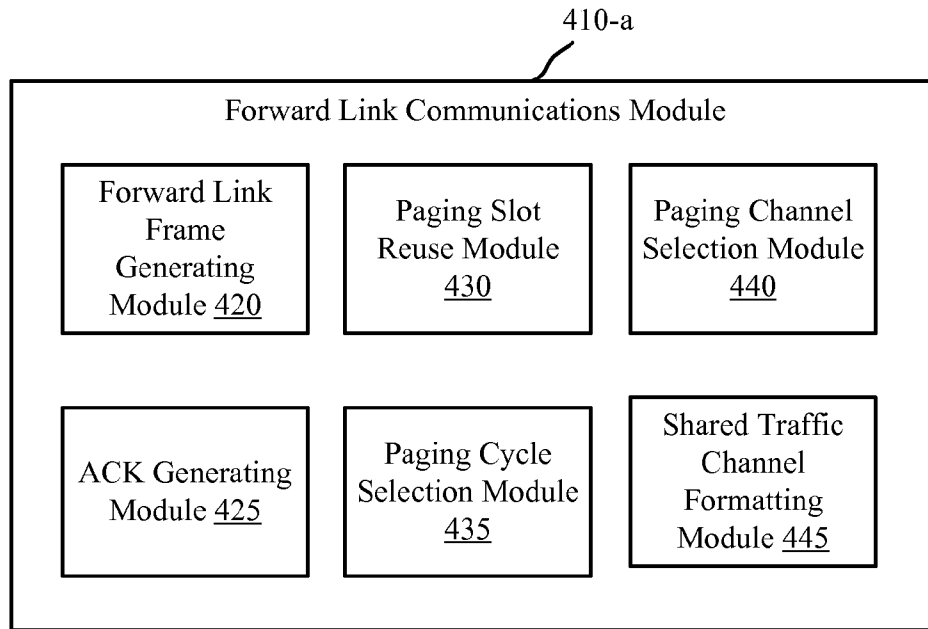 410-a
Forward Link Communications Module
Forward Link
Frame
Generating
Module 420
Paging Slot
Reuse Module
430
Paging Channel
Selection Module
440
ACK Generating
Module 425
Paging Cycle
Selection Module
435
Shared Traffic
Channel
Formatting
Module 445